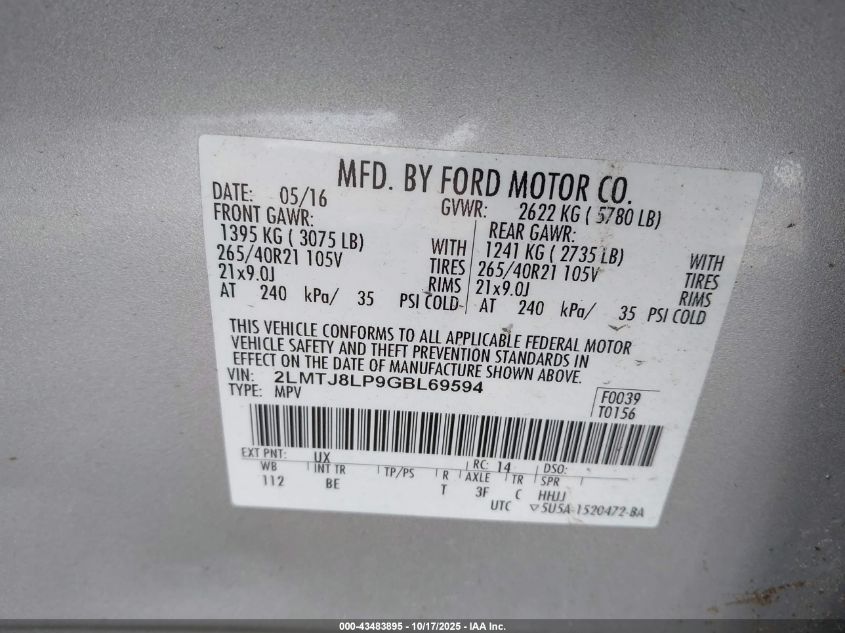 MFD. BY FORD MOTOR CO.
DATE: 05/16 GVWR: 2622 KG ( 5780 LB)
FRONT GAWR: REAR GAWR:
1395 KG ( 3075 LB) WITH 1241 KG ( 2735 LB) WITH
265/40R21 105V TIRES 265/40R21 105V TIRES
21x9.0J RIMS 21x9.0J RIMS
AT 240 kPa/ 35 PSI COLD AT 240 kPa/ 35 PSI COLD
THIS VEHICLE CONFORMS TO ALL APPLICABLE FEDERAL MOTOR
VEHICLE SAFETY AND THEFT PREVENTION STANDARDS IN
EFFECT ON THE DATE OF MANUFACTURE SHOWN ABOVE.
VIN: 2LMTJ8LP9GBL69594
TYPE: MPV
F0039
T0156
EXT PNT: UX RC: 14 DSO:
WB INT TR TP/PS R AXLE TR SPR
112 BE T 3F C HHJJ
UTC ▽5U5A-1520472-BA
000-43483895 - 10/17/2025 - IAA Inc.